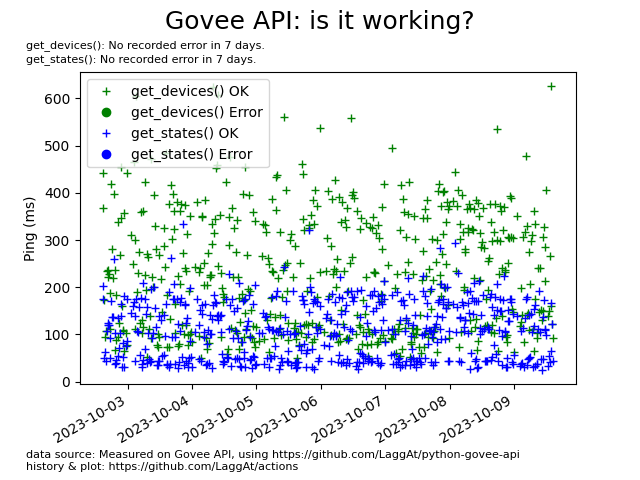 Govee API: is it working?
get_devices(): No recorded error in 7 days.
get_states(): No recorded error in 7 days.
get_devices() OK
get_devices() Error
get_states() OK
get_states() Error
600
500
400
300
200
100
0
Ping (ms)
2023-10-03
2023-10-04
2023-10-05
2023-10-06
2023-10-07
2023-10-08
2023-10-09
data source: Measured on Govee API, using https://github.com/LaggAt/python-govee-api
history & plot: https://github.com/LaggAt/actions